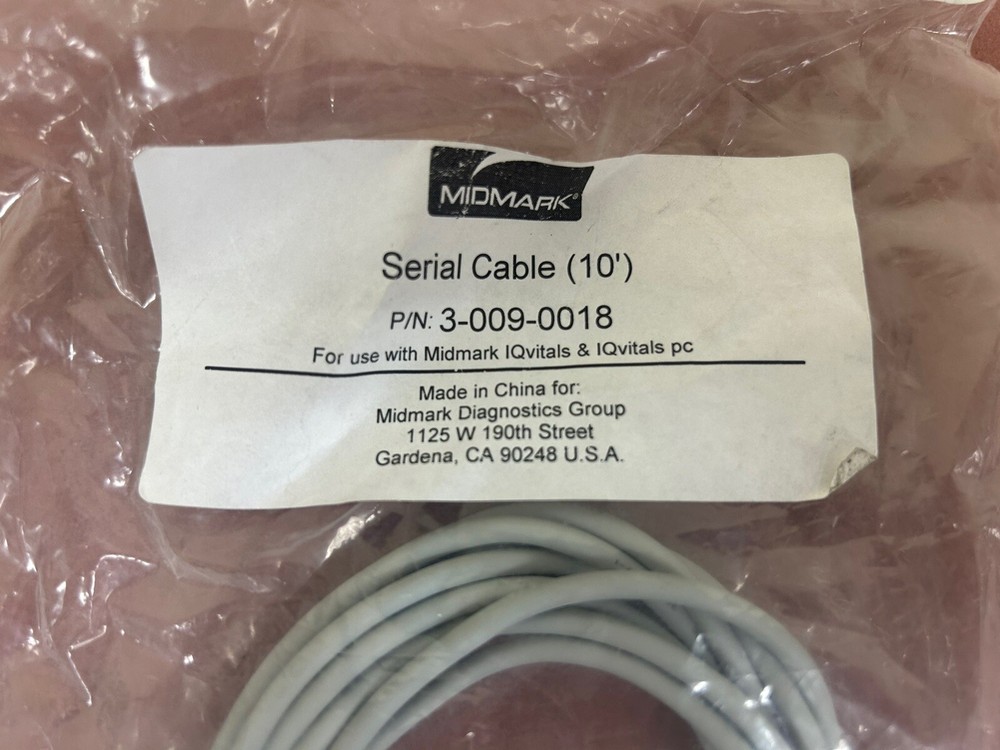 MIDMARK®
Serial Cable (10')
P/N: 3-009-0018
For use with Midmark IQvitals & IQvitals pc
Made in China for:
Midmark Diagnostics Group
1125 W 190th Street
Gardena, CA 90248 U.S.A.